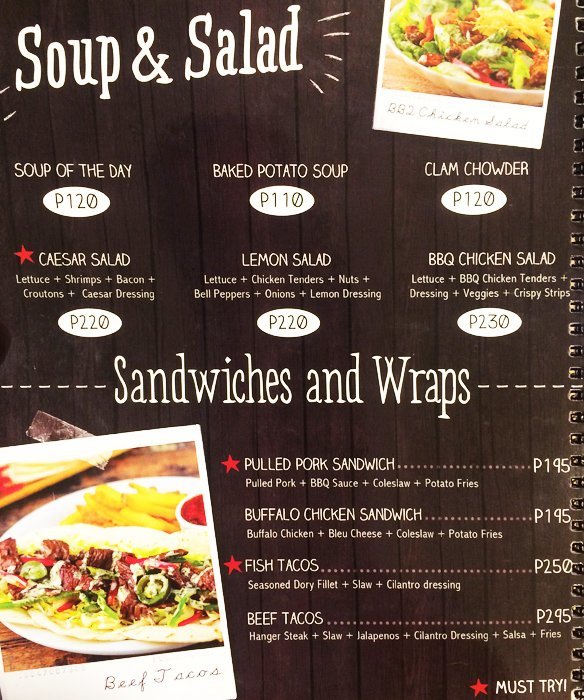 Soup & Salad
BBQ Chicken Salad
SOUP OF THE DAY
P120
BAKED POTATO SOUP
P110
CLAM CHOWDER
P120
★ CAESAR SALAD
Lettuce + Shrimps + Bacon +
Croutons + Caesar Dressing
P220
LEMON SALAD
Lettuce + Chicken Tenders + Nuts +
Bell Peppers + Onions + Lemon Dressing
P220
BBQ CHICKEN SALAD
Lettuce + BBQ Chicken Tenders +
Dressing + Veggies + Crispy Strips
P230
Sandwiches and Wraps
★ PULLED PORK SANDWICH P195
Pulled Pork + BBQ Sauce + Coleslaw + Potato Fries
BUFFALO CHICKEN SANDWICH P195
Buffalo Chicken + Bleu Cheese + Coleslaw + Potato Fries
★ FISH TACOS P250
Seasoned Dory Fillet + Slaw + Cilantro dressing
BEEF TACOS P295
Hanger Steak + Slaw + Jalapenos + Cilantro Dressing + Salsa + Fries
Beef Tacos
★ MUST TRY!